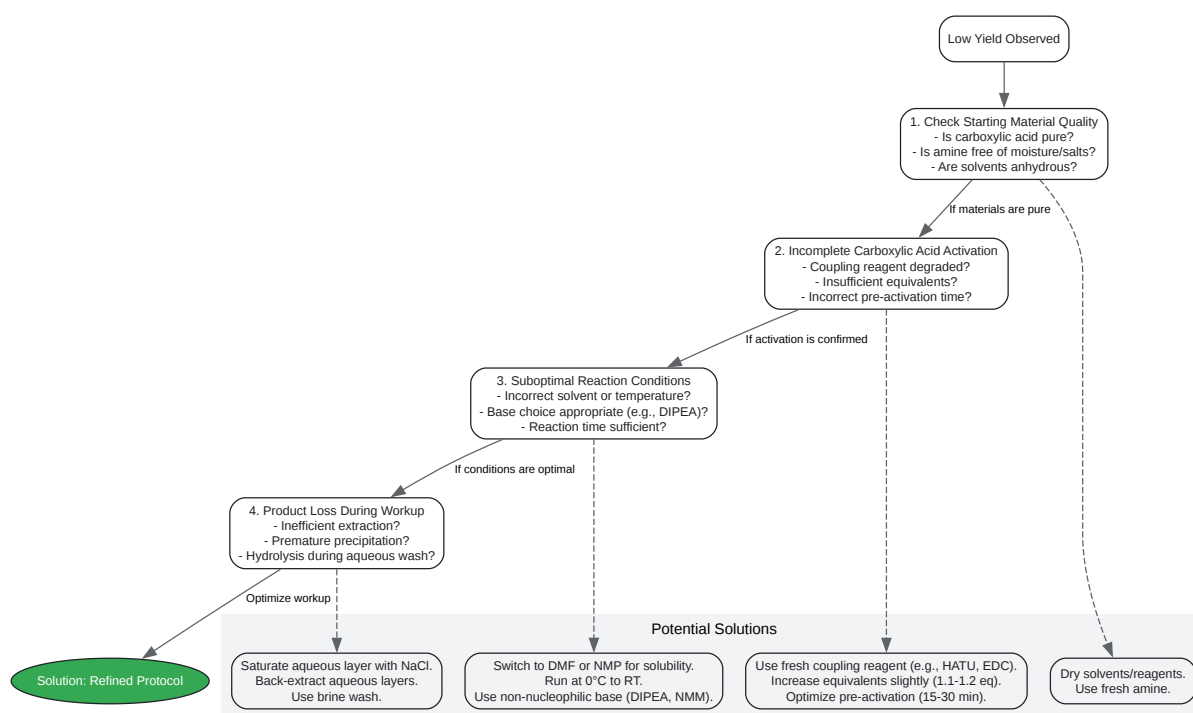 Low Yield Observed
1. Check Starting Material Quality
- Is carboxylic acid pure?
- Is amine free of moisture/salts?
- Are solvents anhydrous?
If materials are pure
2. Incomplete Carboxylic Acid Activation
- Coupling reagent degraded?
- Insufficient equivalents?
- Incorrect pre-activation time?
If activation is confirmed
3. Suboptimal Reaction Conditions
- Incorrect solvent or temperature?
- Base choice appropriate (e.g., DIPEA)?
- Reaction time sufficient?
If conditions are optimal
4. Product Loss During Workup
- Inefficient extraction?
- Premature precipitation?
- Hydrolysis during aqueous wash?
Optimize workup
Potential Solutions
Solution: Refined Protocol
Saturate aqueous layer with NaCl.
Back-extract aqueous layers.
Use brine wash.
Switch to DMF or NMP for solubility.
Run at 0°C to RT.
Use non-nucleophilic base (DIPEA, NMM).
Use fresh coupling reagent (e.g., HATU, EDC).
Increase equivalents slightly (1.1-1.2 eq).
Optimize pre-activation (15-30 min).
Dry solvents/reagents.
Use fresh amine.